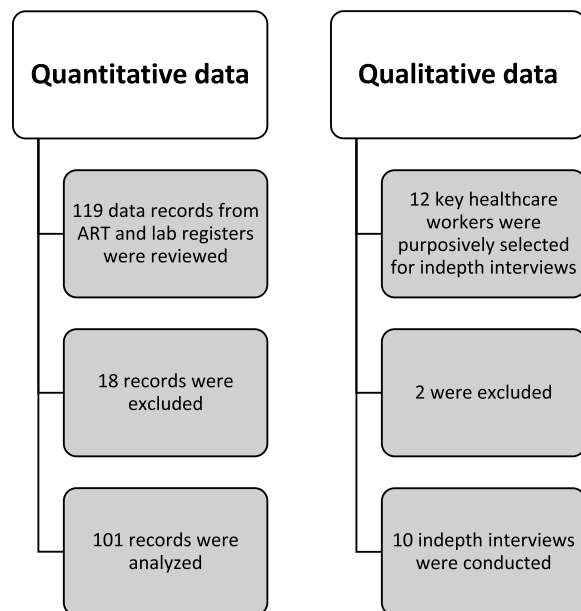 Quantitative data
119 data records from
ART and lab registers
were reviewed
18 records were
excluded
101 records were
analyzed
Qualitative data
12 key healthcare
workers were
purposively selected
for indepth interviews
2 were excluded
10 indepth interviews
were conducted